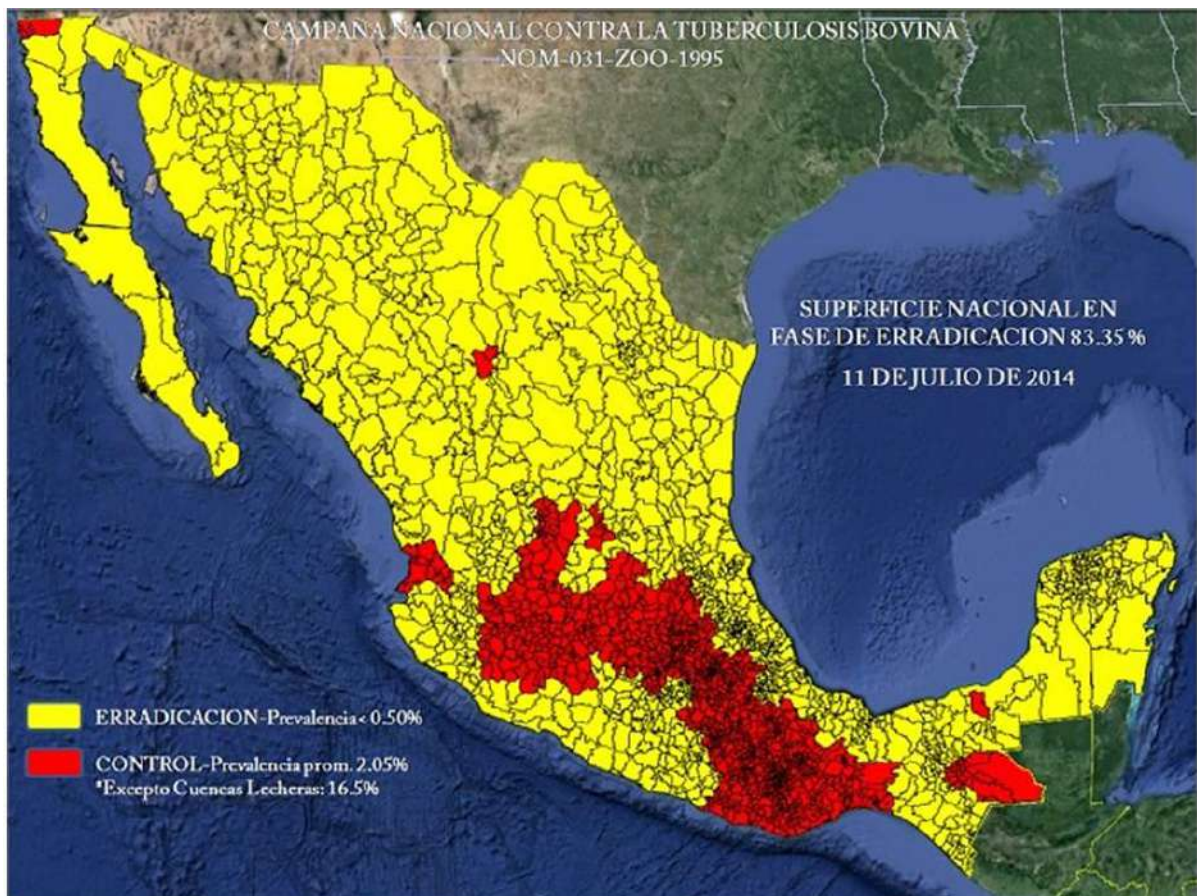 CAMPAÑA NACIONAL CONTRA LA TUBERCULOSIS BOVINA
NOM-031-ZOO-1995
SUPERFICIE NACIONAL EN
FASE DE ERRADICACION 83.35%
11 DE JULIO DE 2014
ERRADICACION-Prevalencia< 0.50%
CONTROL-Prevalencia prom. 2.05%
*Excepto Cuencas Lecheras: 16.5%